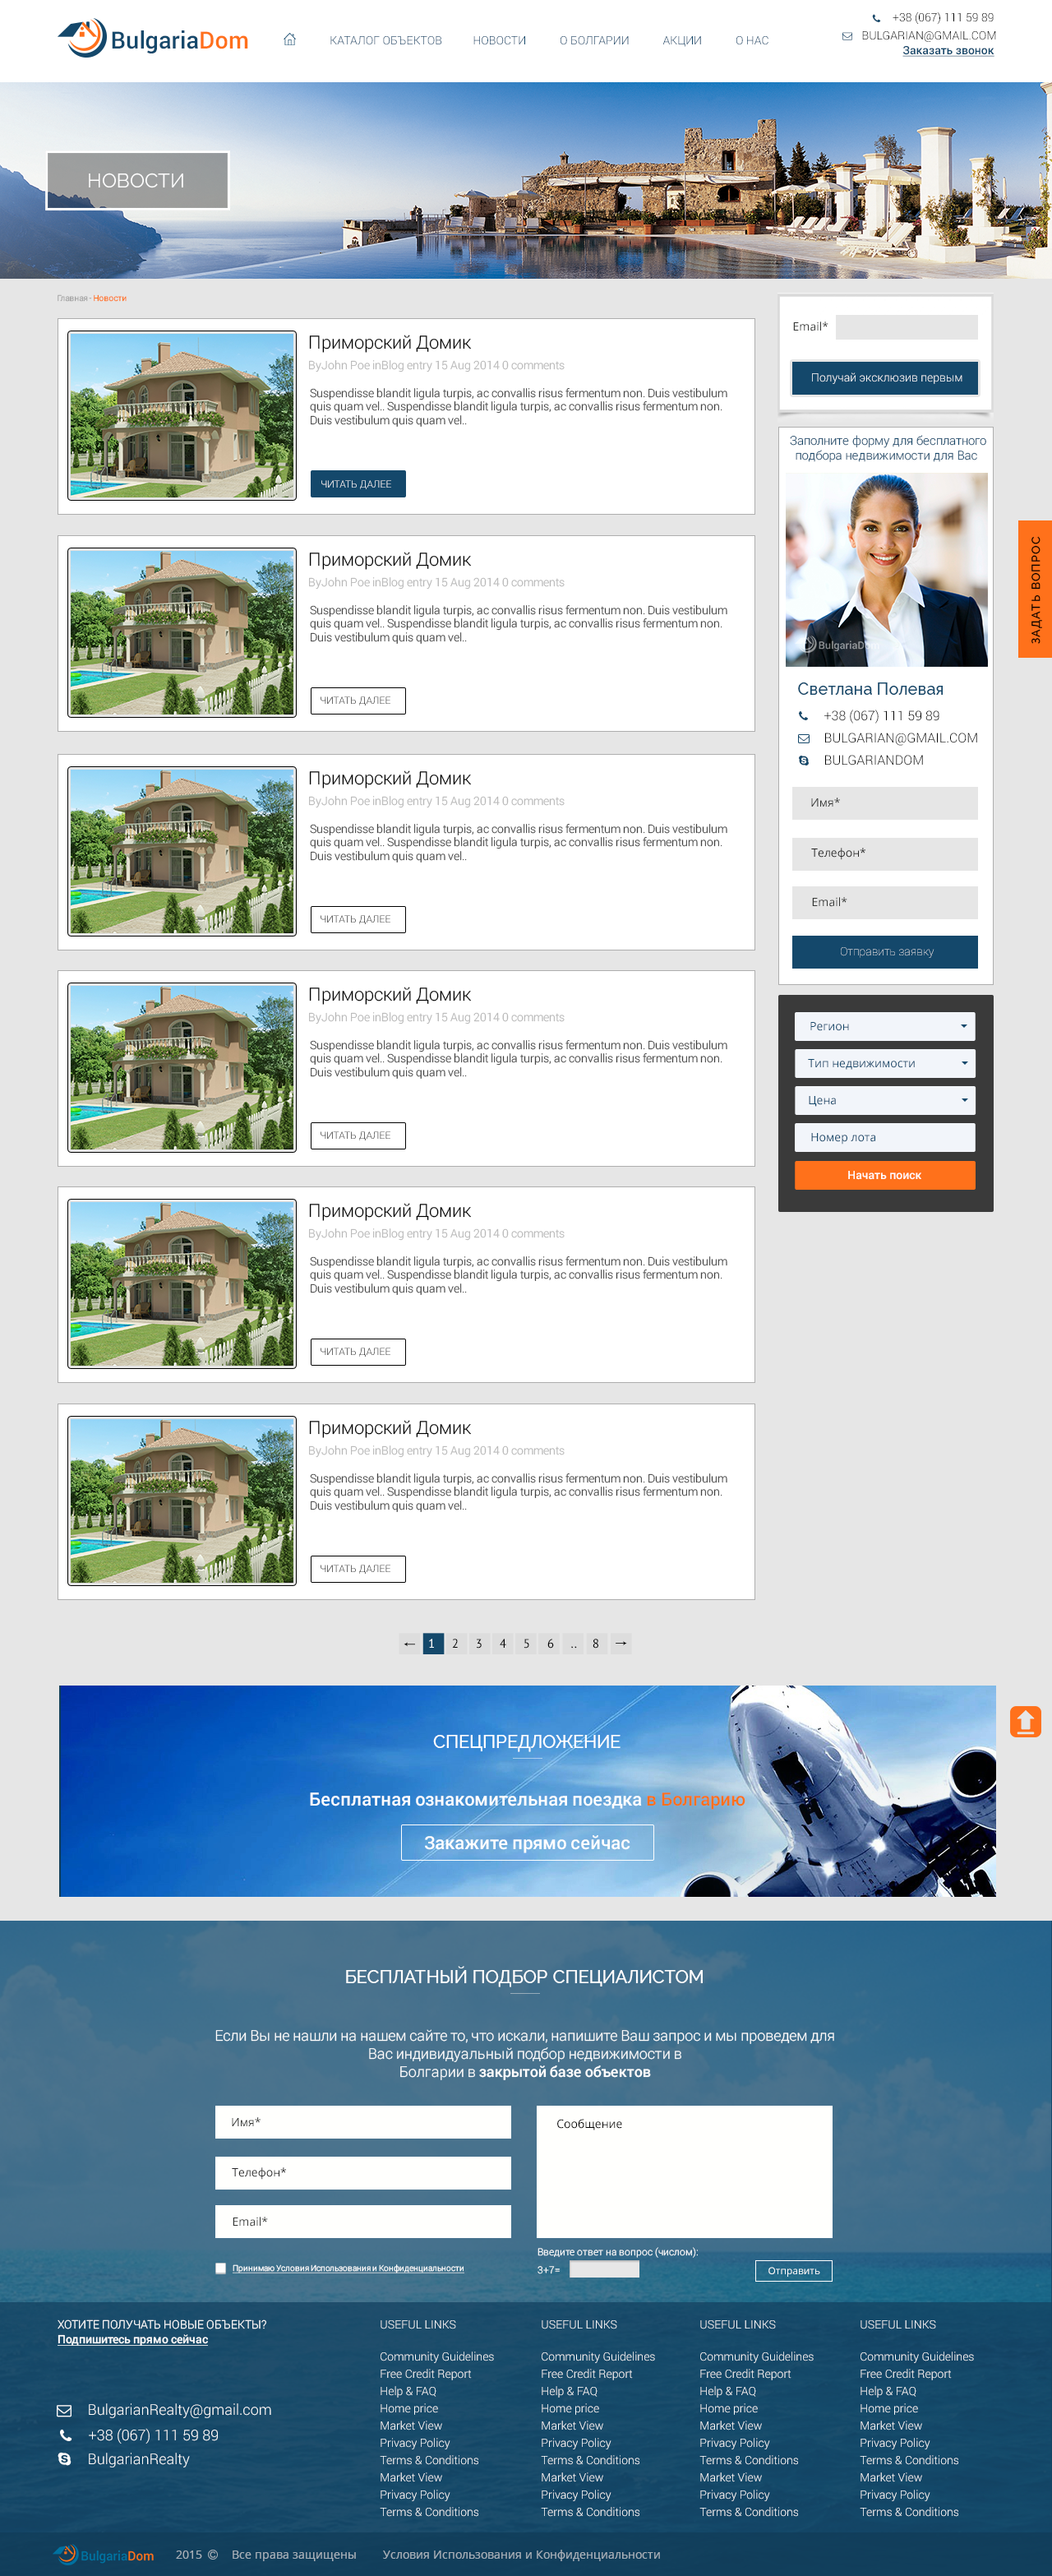 BulgariaDom
КАТАЛОГ ОБЪЕКТОВ
НОВОСТИ
О БОЛГАРИИ
АКЦИИ
О НАС
+38 (067) 111 59 89
BULGARIAN@GMAIL.COM
Заказать звонок
НОВОСТИ
Главная - Новости
Приморский Домик
ByJohn Poe inBlog entry 15 Aug 2014 0 comments
Suspendisse blandit ligula turpis, ac convallis risus fermentum non. Duis vestibulum
quis quam vel.. Suspendisse blandit ligula turpis, ac convallis risus fermentum non.
Duis vestibulum quis quam vel..
ЧИТАТЬ ДАЛЕЕ
Приморский Домик
ByJohn Poe inBlog entry 15 Aug 2014 0 comments
Suspendisse blandit ligula turpis, ac convallis risus fermentum non. Duis vestibulum
quis quam vel.. Suspendisse blandit ligula turpis, ac convallis risus fermentum non.
Duis vestibulum quis quam vel..
ЧИТАТЬ ДАЛЕЕ
Приморский Домик
ByJohn Poe inBlog entry 15 Aug 2014 0 comments
Suspendisse blandit ligula turpis, ac convallis risus fermentum non. Duis vestibulum
quis quam vel.. Suspendisse blandit ligula turpis, ac convallis risus fermentum non.
Duis vestibulum quis quam vel..
ЧИТАТЬ ДАЛЕЕ
Приморский Домик
ByJohn Poe inBlog entry 15 Aug 2014 0 comments
Suspendisse blandit ligula turpis, ac convallis risus fermentum non. Duis vestibulum
quis quam vel.. Suspendisse blandit ligula turpis, ac convallis risus fermentum non.
Duis vestibulum quis quam vel..
ЧИТАТЬ ДАЛЕЕ
Приморский Домик
ByJohn Poe inBlog entry 15 Aug 2014 0 comments
Suspendisse blandit ligula turpis, ac convallis risus fermentum non. Duis vestibulum
quis quam vel.. Suspendisse blandit ligula turpis, ac convallis risus fermentum non.
Duis vestibulum quis quam vel..
ЧИТАТЬ ДАЛЕЕ
Приморский Домик
ByJohn Poe inBlog entry 15 Aug 2014 0 comments
Suspendisse blandit ligula turpis, ac convallis risus fermentum non. Duis vestibulum
quis quam vel.. Suspendisse blandit ligula turpis, ac convallis risus fermentum non.
Duis vestibulum quis quam vel..
ЧИТАТЬ ДАЛЕЕ
Email*
Получай эксклюзив первым
Заполните форму для бесплатного
подбора недвижимости для Вас
BulgariaDom
Светлана Полевая
+38 (067) 111 59 89
BULGARIAN@GMAIL.COM
BULGARIANDOM
Имя*
Телефон*
Email*
Отправить заявку
Регион
Тип недвижимости
Цена
Номер лота
Начать поиск
ЗАДАТЬ ВОПРОС
← 1 2 3 4 5 6 .. 8 →
СПЕЦПРЕДЛОЖЕНИЕ
Бесплатная ознакомительная поездка в Болгарию
Закажите прямо сейчас
БЕСПЛАТНЫЙ ПОДБОР СПЕЦИАЛИСТОМ
Если Вы не нашли на нашем сайте то, что искали, напишите Ваш запрос и мы проведем для
Вас индивидуальный подбор недвижимости в
Болгарии в закрытой базе объектов
Имя*
Телефон*
Email*
Принимаю Условия Использования и Конфиденциальности
Сообщение
Введите ответ на вопрос (числом):
3+7=
Отправить
ХОТИТЕ ПОЛУЧАТЬ НОВЫЕ ОБЪЕКТЫ?
Подпишитесь прямо сейчас
BulgarianRealty@gmail.com
+38 (067) 111 59 89
BulgarianRealty
USEFUL LINKS
Community Guidelines
Free Credit Report
Help & FAQ
Home price
Market View
Privacy Policy
Terms & Conditions
Market View
Privacy Policy
Terms & Conditions
USEFUL LINKS
Community Guidelines
Free Credit Report
Help & FAQ
Home price
Market View
Privacy Policy
Terms & Conditions
Market View
Privacy Policy
Terms & Conditions
USEFUL LINKS
Community Guidelines
Free Credit Report
Help & FAQ
Home price
Market View
Privacy Policy
Terms & Conditions
Market View
Privacy Policy
Terms & Conditions
USEFUL LINKS
Community Guidelines
Free Credit Report
Help & FAQ
Home price
Market View
Privacy Policy
Terms & Conditions
Market View
Privacy Policy
Terms & Conditions
BulgariaDom
2015 © Все права защищены
Условия Использования и Конфиденциальности